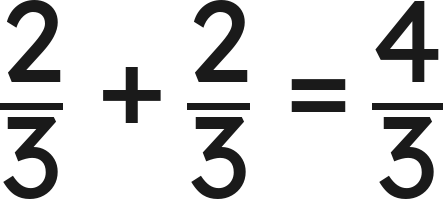 2/3 + 2/3 = 4/3